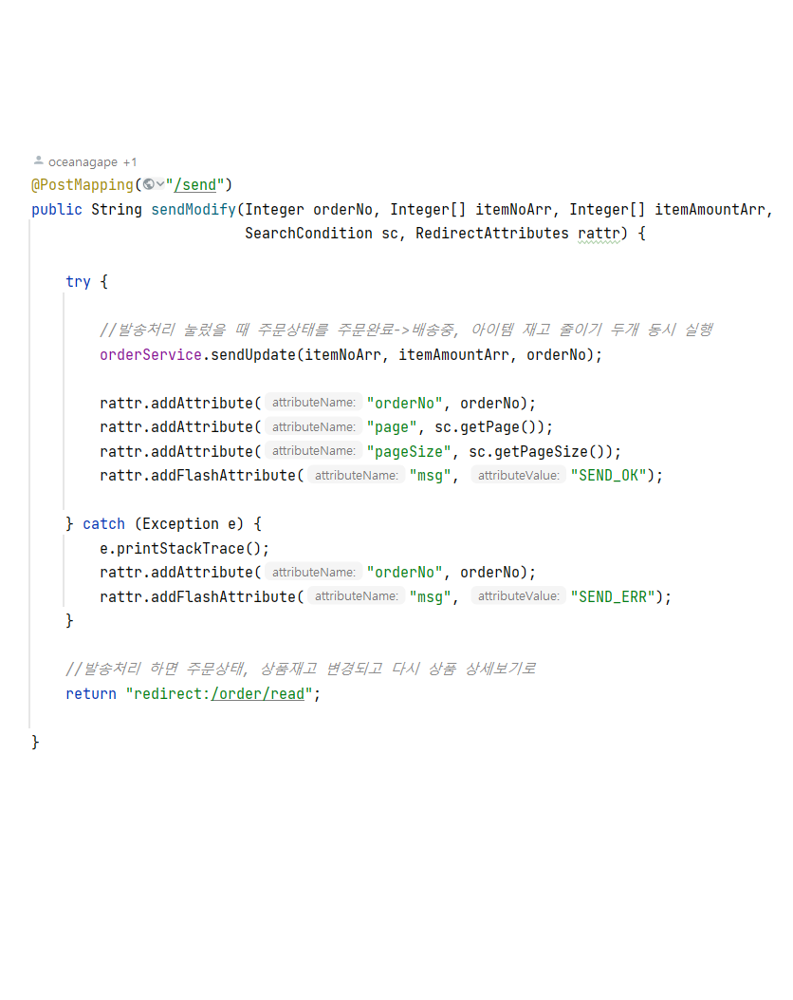 oceanagape +1
@PostMapping("/send")
public String sendModify(Integer orderNo, Integer[] itemNoArr, Integer[] itemAmountArr,
SearchCondition sc, RedirectAttributes rattr) {
try {
//발송처리 눌렀을 때 주문상태를 주문완료->배송중, 아이템 재고 줄이기 두개 동시 실행
orderService.sendUpdate(itemNoArr, itemAmountArr, orderNo);
rattr.addAttribute( attributeName: "orderNo", orderNo);
rattr.addAttribute( attributeName: "page", sc.getPage());
rattr.addAttribute( attributeName: "pageSize", sc.getPageSize());
rattr.addFlashAttribute( attributeName: "msg", attributeValue: "SEND_OK");
} catch (Exception e) {
e.printStackTrace();
rattr.addAttribute( attributeName: "orderNo", orderNo);
rattr.addFlashAttribute( attributeName: "msg", attributeValue: "SEND_ERR");
}
//발송처리 하면 주문상태, 상품재고 변경되고 다시 상품 상세보기로
return "redirect:/order/read";
}